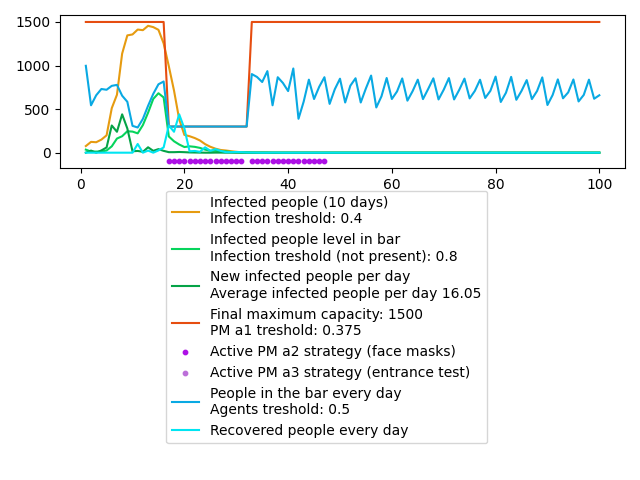 1500
1000
500
0
0 20 40 60 80 100
Infected people (10 days)
Infection treshold: 0.4
Infected people level in bar
Infection treshold (not present): 0.8
New infected people per day
Average infected people per day 16.05
Final maximum capacity: 1500
PM a1 treshold: 0.375
Active PM a2 strategy (face masks)
Active PM a3 strategy (entrance test)
People in the bar every day
Agents treshold: 0.5
Recovered people every day